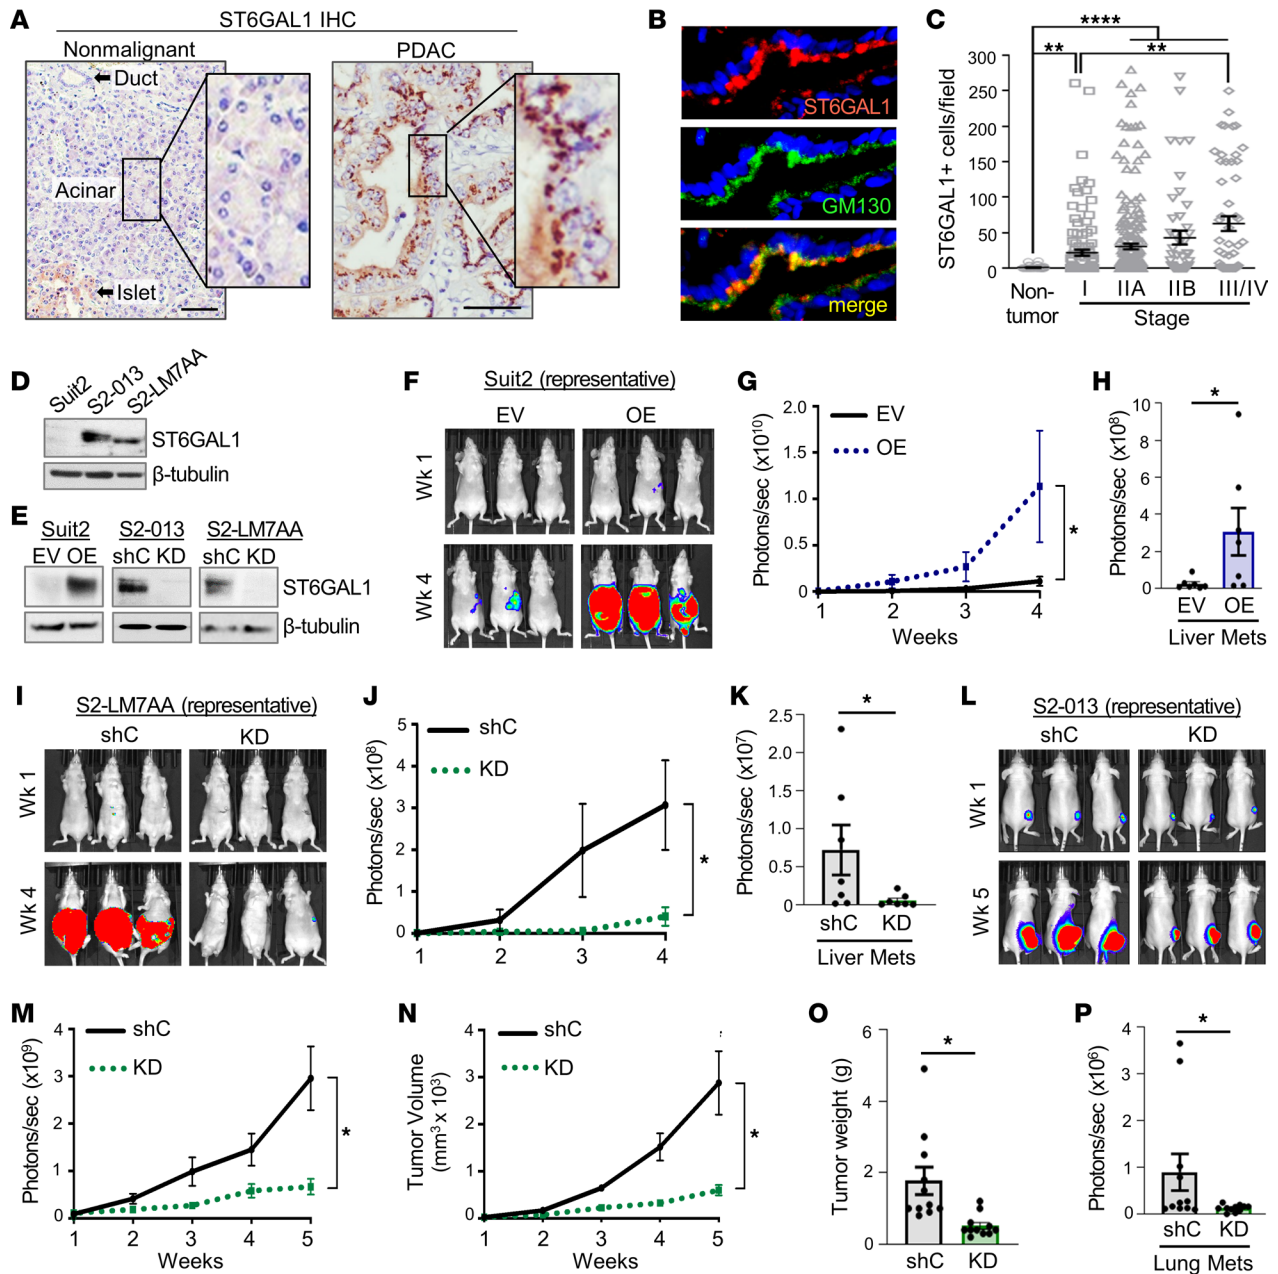 A
ST6GAL1 IHC
Nonmalignant
PDAC
Duct
Acinar
Islet
B
ST6GAL1
GM130
merge
C
****
**
**
ST6GAL1+ cells/field
300
250
200
150
100
50
0
Non-
tumor
I
IIA
IIB
III/IV
Stage
D
Suit2
S2-013
S2-LM7AA
ST6GAL1
β-tubulin
E
Suit2
S2-013
S2-LM7AA
EV OE
shC KD
shC KD
ST6GAL1
β-tubulin
F
Suit2 (representative)
EV
OE
Wk 1
Wk 4
G
EV
OE
Photons/sec (x10¹⁰)
2.0
1.5
1.0
0.5
0
1
2
3
4
Weeks
*
H
*
Photons/sec (x10⁸)
10
8
6
4
2
0
EV
OE
Liver Mets
I
S2-LM7AA (representative)
shC
KD
Wk 1
Wk 4
J
shC
KD
Photons/sec (x10⁸)
5
4
3
2
1
0
1
2
3
4
*
K
*
Photons/sec (x10⁷)
2.5
2.0
1.5
1.0
0.5
0
shC
KD
Liver Mets
L
S2-013 (representative)
shC
KD
Wk 1
Wk 5
M
shC
KD
Photons/sec (x10⁹)
4
3
2
1
0
1
2
3
4
5
Weeks
*
N
shC
KD
Tumor Volume
(mm³ x 10³)
4
3
2
1
0
1
2
3
4
5
Weeks
*
O
*
Tumor weight (g)
6
4
2
0
shC
KD
P
*
Photons/sec (x10⁶)
4
3
2
1
0
shC
KD
Lung Mets